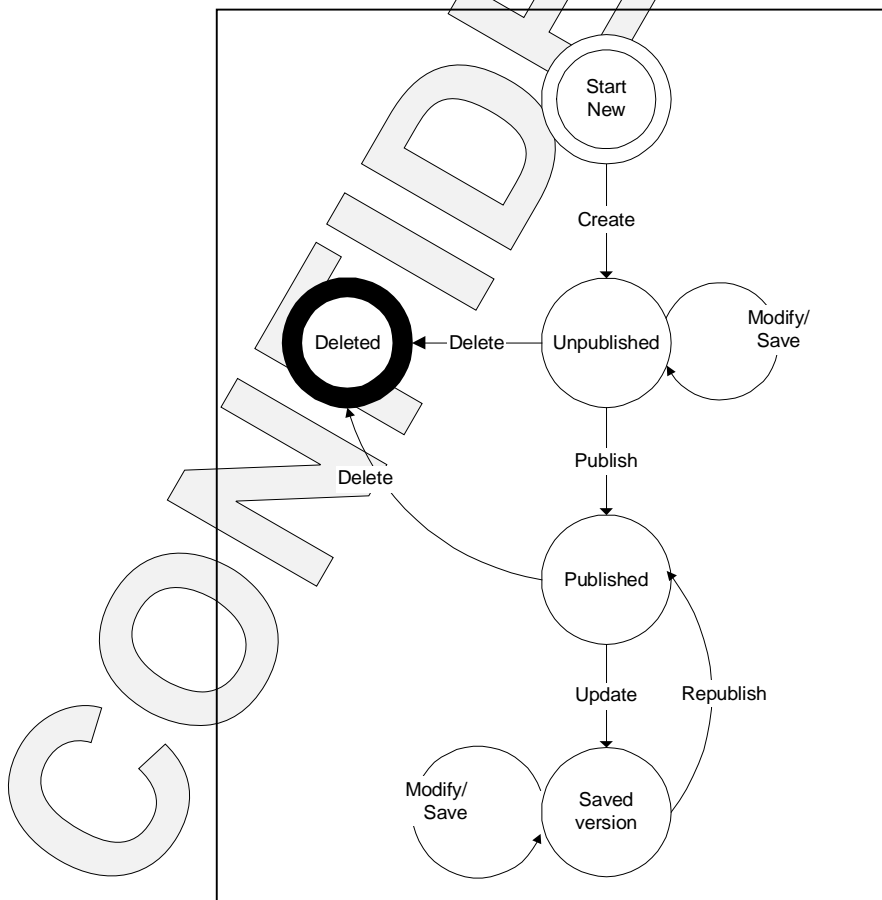 Start
New
Create
Deleted
Delete
Unpublished
Modify/
Save
Delete
Publish
Published
Update
Republish
Modify/
Save
Saved
version
CONFIDE